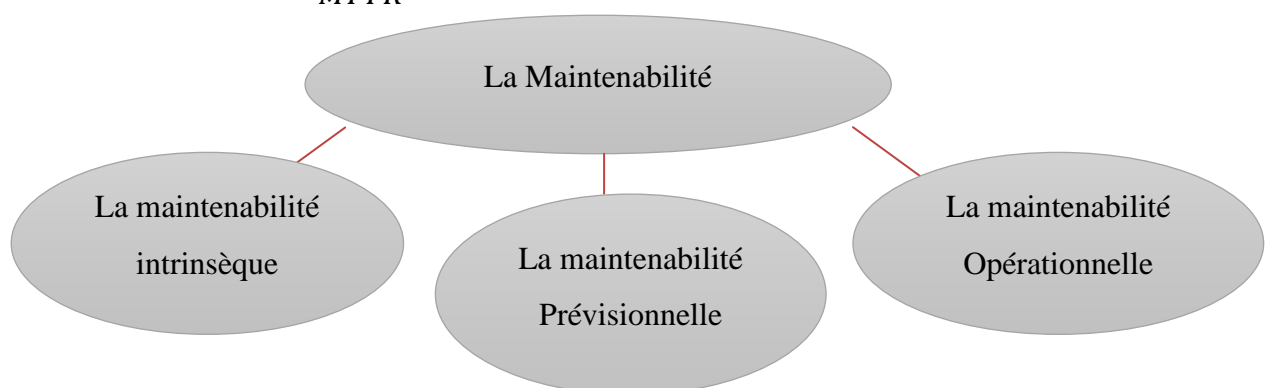 La Maintenabilité
La maintenabilité
intrinsèque
La maintenabilité
Prévisionnelle
La maintenabilité
Opérationnelle